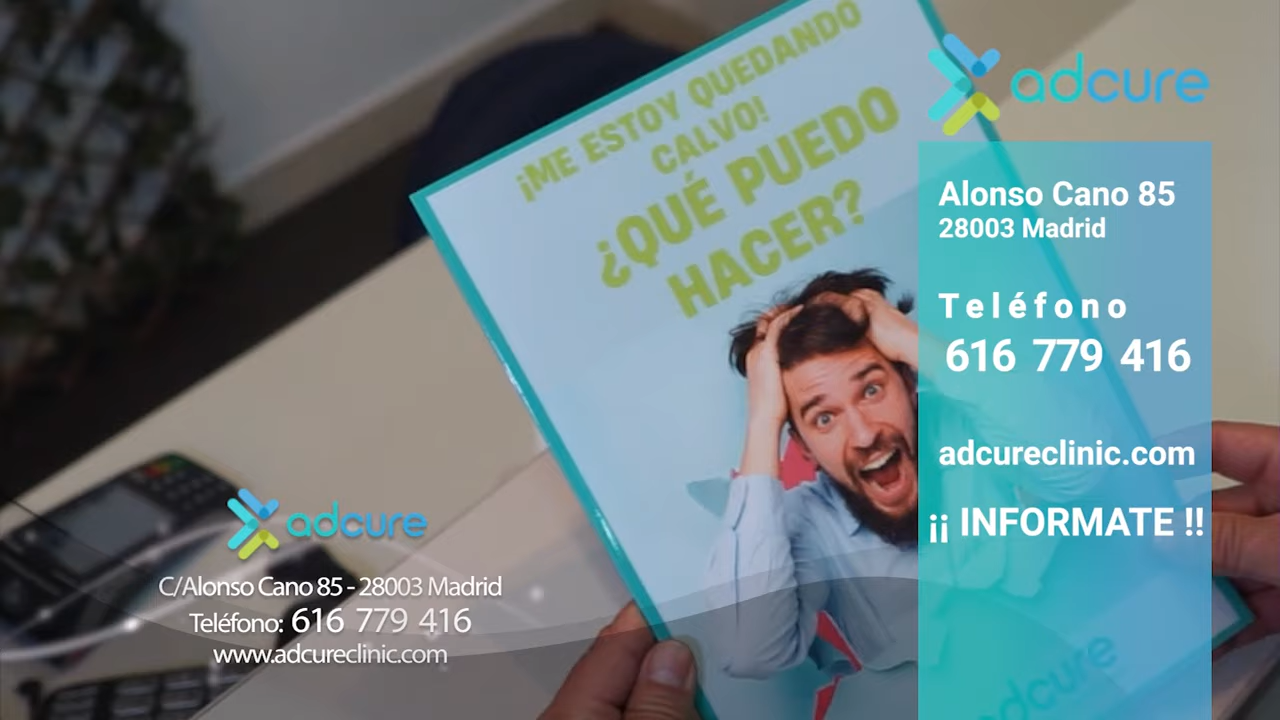 ¡ME ESTOY QUEDANDO
CALVO!
¿QUÉ PUEDO
HACER?
adcure
adcure
Alonso Cano 85
28003 Madrid
Teléfono
616 779 416
adcureclinic.com
¡¡ INFORMATE !!
adcure
C/Alonso Cano 85 - 28003 Madrid
Teléfono: 616 779 416
www.adcureclinic.com